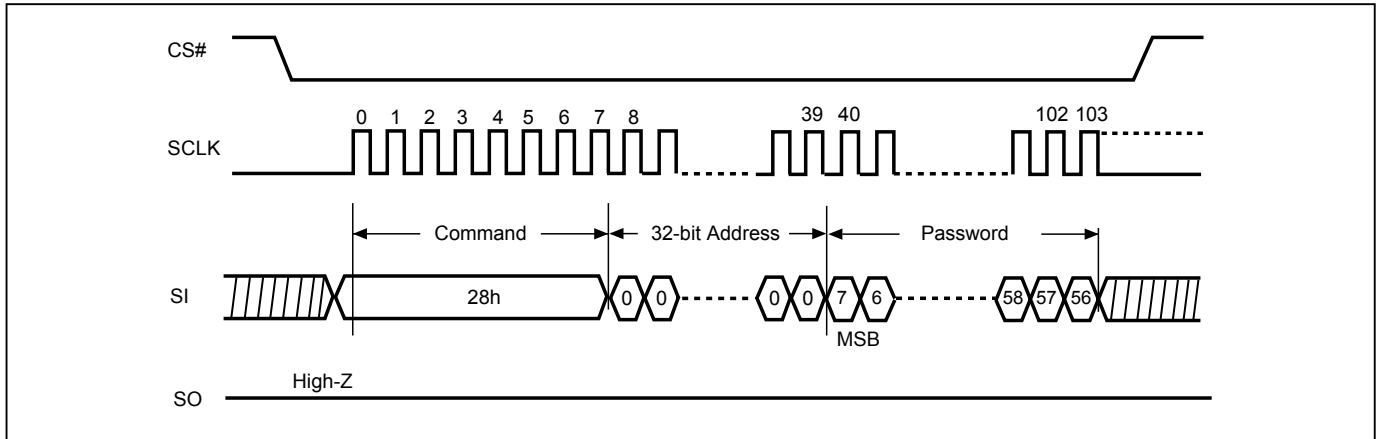 CS#
0 1 2 3 4 5 6 7 8 39 40 102 103
SCLK
Command 32-bit Address Password
SI 28h 0 0 0 0 7 6 58 57 56
MSB
High-Z
SO